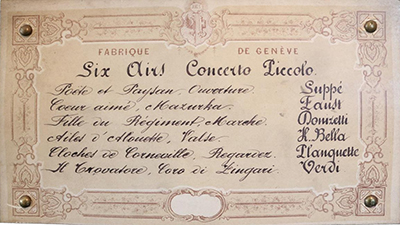 FABRIQUE DE GENÈVE
Six Airs Concerto Piccolo.
Poëte et Paysan, Ouverture. Suppé
Coeur aimé, Mazurka. Faust
Fille du Régiment, Marche. Donizetti
Ailes d'Alouette, Valse. K. Bella
Cloches de Corneville, Regardez. Planquette
Il Trovatore, Coro di Zingari. Verdi